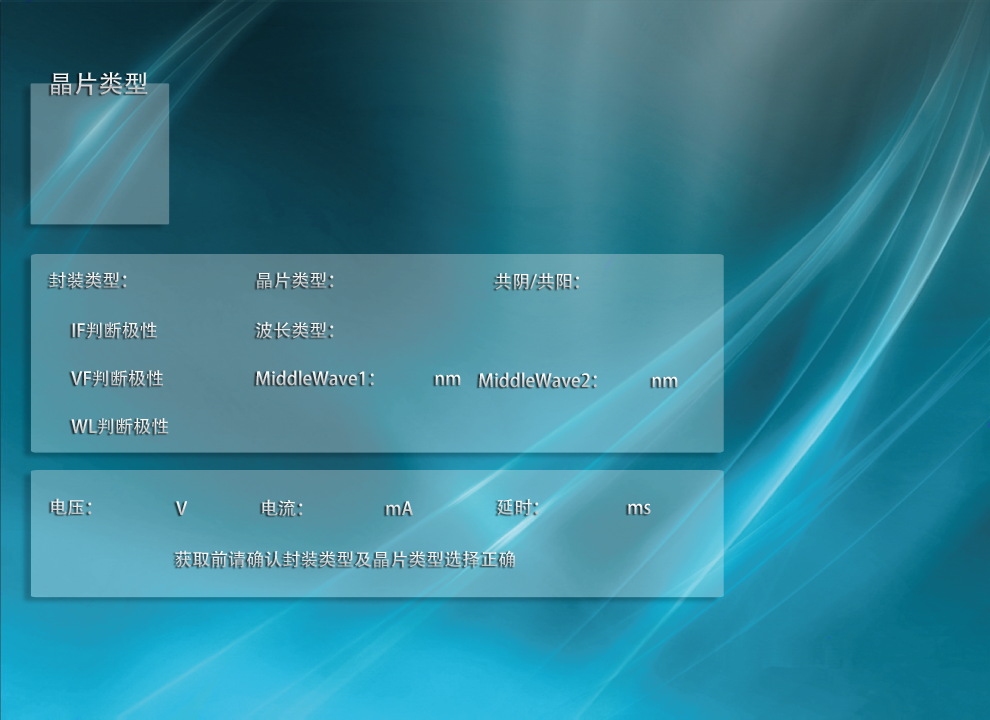 晶片类型
封装类型： 晶片类型： 共阴/共阳：
IF判断极性 波长类型：
VF判断极性 MiddleWave1： nm MiddleWave2： nm
WL判断极性
电压： V 电流： mA 延时： ms
获取前请确认封装类型及晶片类型选择正确